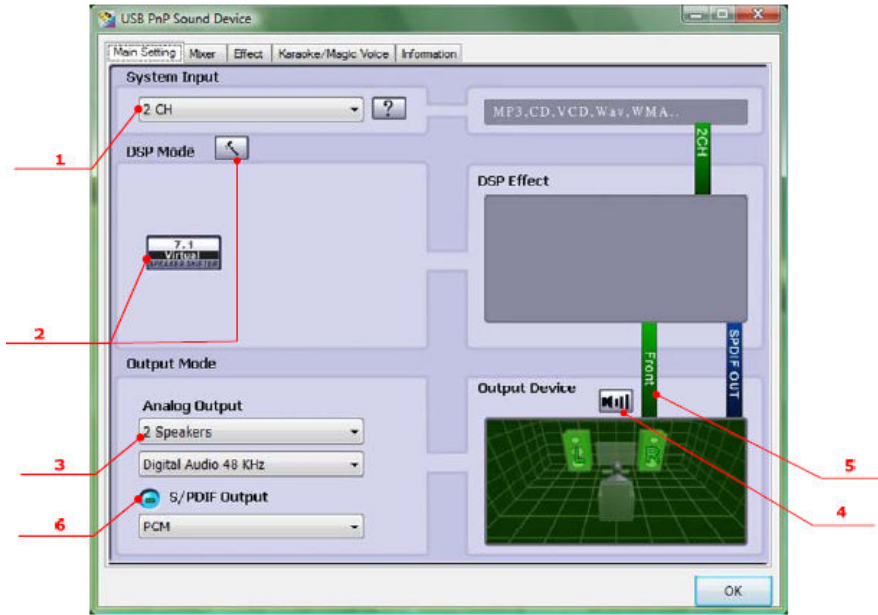 USB PnP Sound Device
Main Setting Mixer Effect Karaoke/Magic Voice Information
System Input
2 CH
?
MP3,CD,VCD,Wav,WMA..
2CH
1
DSP Mode
DSP Effect
7.1
Virtual
SPEAKER SHIFTER
2
Output Mode
Front
SPDIF OUT
Analog Output
Output Device
2 Speakers
L
R
3
Digital Audio 48 KHz
5
S/PDIF Output
4
6
PCM
OK